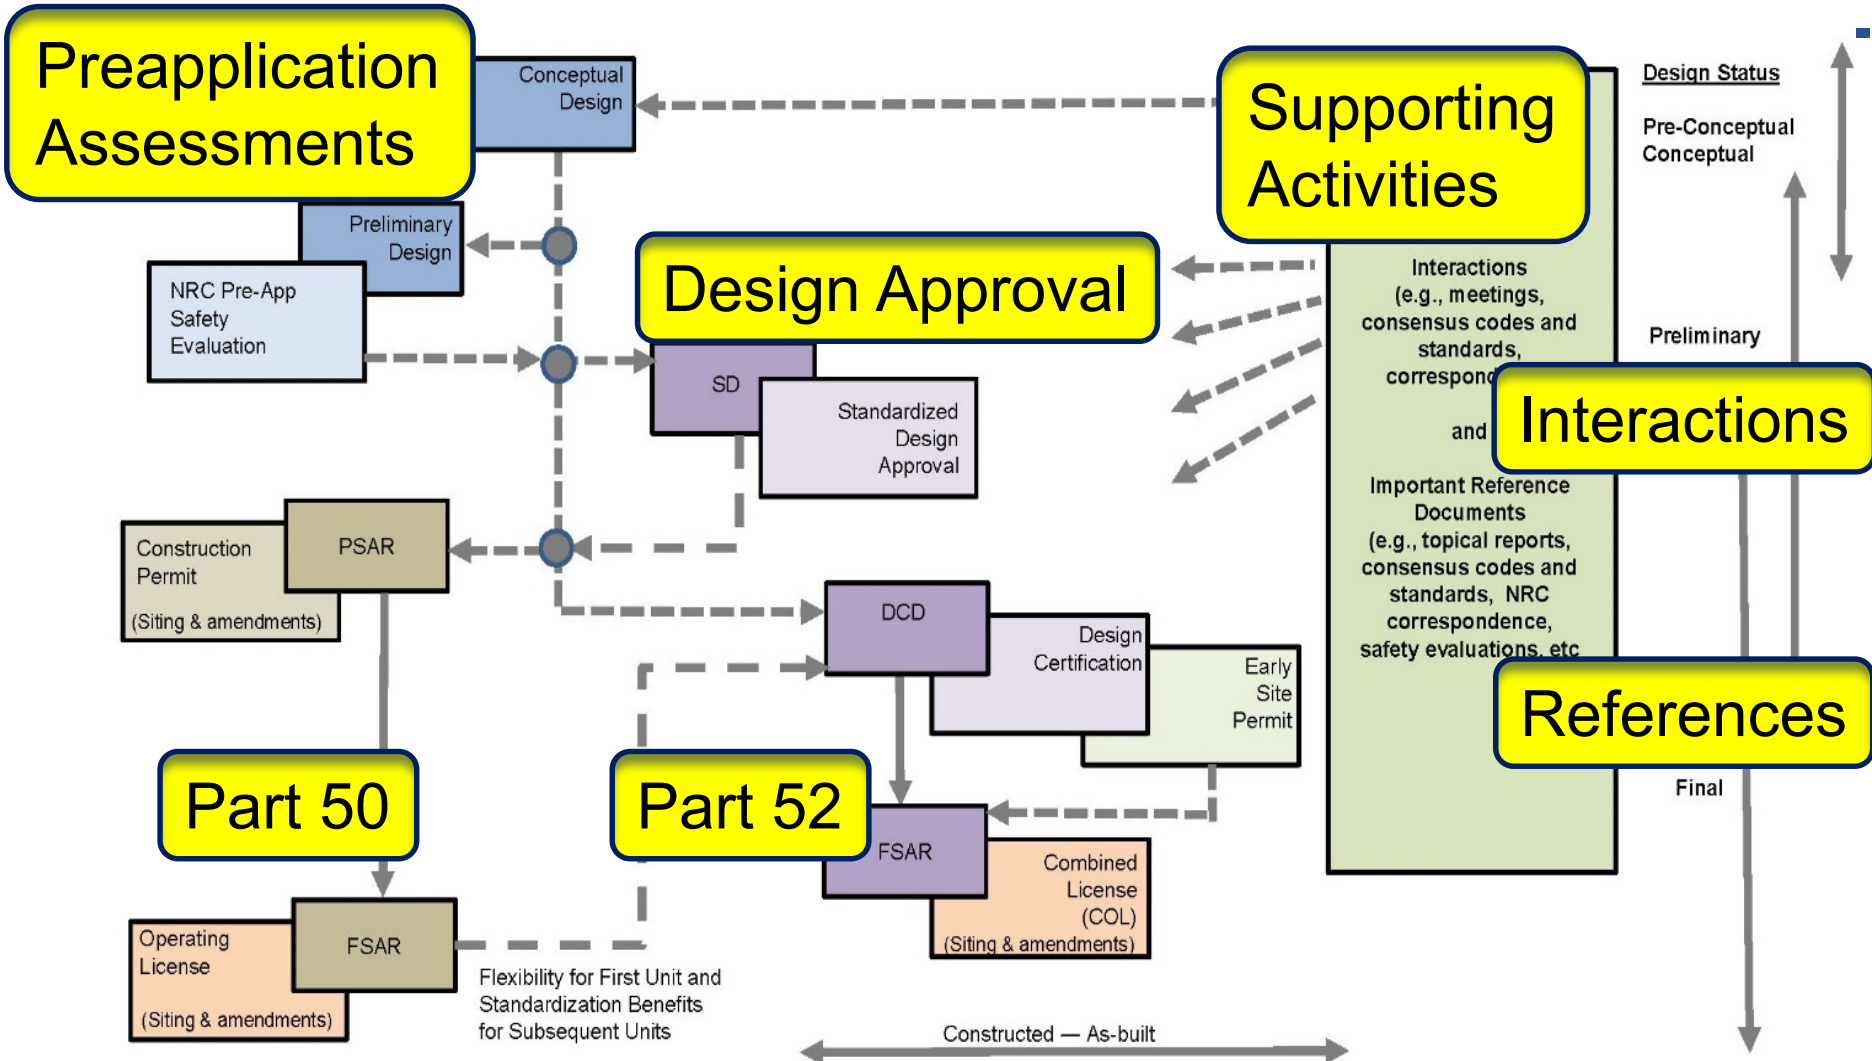 Preapplication
Assessments
Conceptual
Design
Supporting
Activities
Design Status
Pre-Conceptual
Conceptual
Preliminary
Design
NRC Pre-App
Safety
Evaluation
Design Approval
Interactions
(e.g., meetings,
consensus codes and
standards,
and
Preliminary
Interactions
SD
Standardized
Design
Approval
Important Reference
Documents
(e.g., topical reports,
consensus codes and
standards, NRC
correspondence,
safety evaluations, etc
References
Final
Construction
Permit
(Siting & amendments)
PSAR
DCD
Design
Certification
Early
Site
Permit
Part 50
Part 52
FSAR
Combined
License
(COL)
(Siting & amendments)
Operating
License
(Siting & amendments)
FSAR
Flexibility for First Unit and
Standardization Benefits
for Subsequent Units
Constructed — As-built